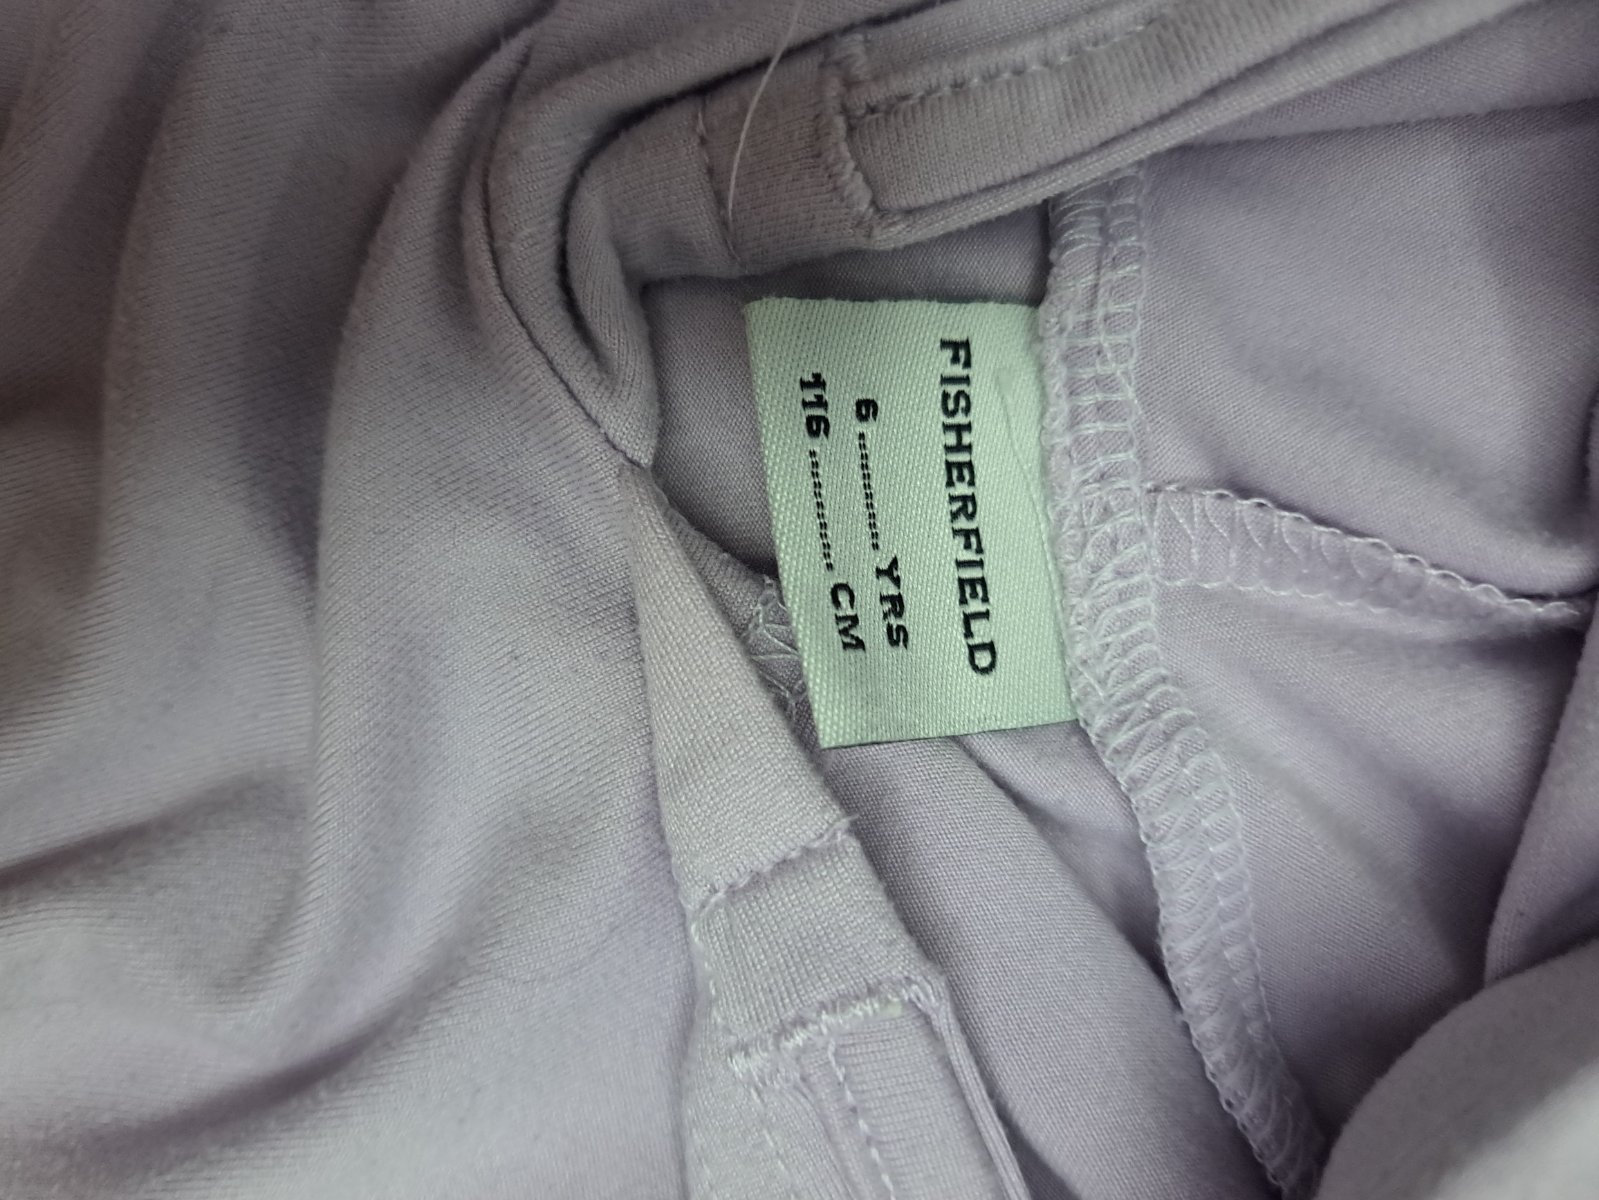 FISHERFIELD
6 ............ YRS
116 ............ CM